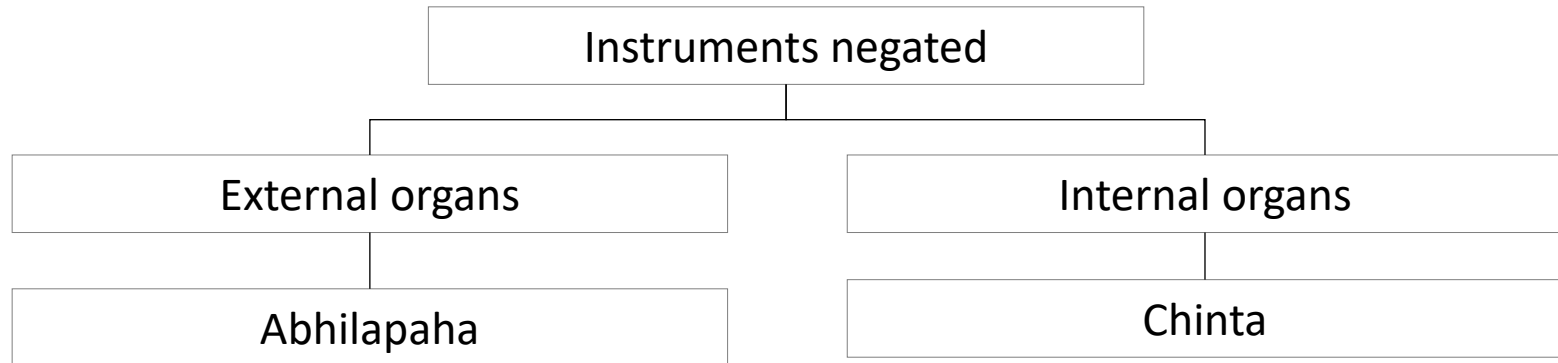 Instruments negated
External organs
Internal organs
Abhilapaha
Chinta